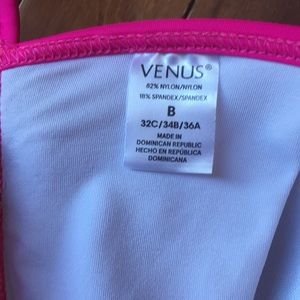 VENUS®
82% NYLON/NYLON
18% SPANDEX/SPANDEX
B
32C/34B/36A
MADE IN
DOMINICAN REPUBLIC
HECHO EN REPÚBLICA
DOMINICANA